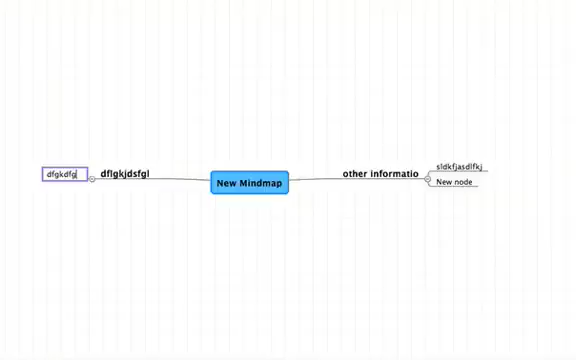 dfgkdfg
dflgkjdsfgl
New Mindmap
other informatio
sldkfjasdlfkj
New node